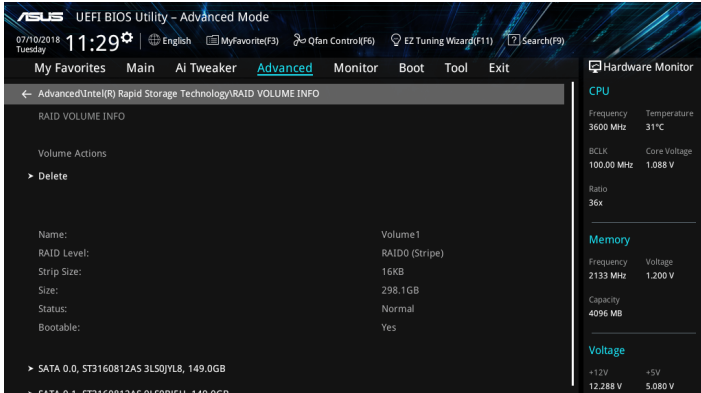 ASUS UEFI BIOS Utility – Advanced Mode
07/10/2018 Tuesday 11:29 English MyFavorite(F3) Qfan Control(F6) EZ Tuning Wizard(F11) Search(F9)
My Favorites Main Ai Tweaker Advanced Monitor Boot Tool Exit
Advanced\Intel(R) Rapid Storage Technology\RAID VOLUME INFO
RAID VOLUME INFO
Volume Actions
Delete
Name: Volume1
RAID Level: RAID0 (Stripe)
Strip Size: 16KB
Size: 298.1GB
Status: Normal
Bootable: Yes
SATA 0.0, ST3160812AS 3LS0JYL8, 149.0GB
Hardware Monitor
CPU
Frequency Temperature
3600 MHz 31°C
BCLK Core Voltage
100.00 MHz 1.088 V
Ratio
36x
Memory
Frequency Voltage
2133 MHz 1.200 V
Capacity
4096 MB
Voltage
+12V +5V
12.288 V 5.080 V